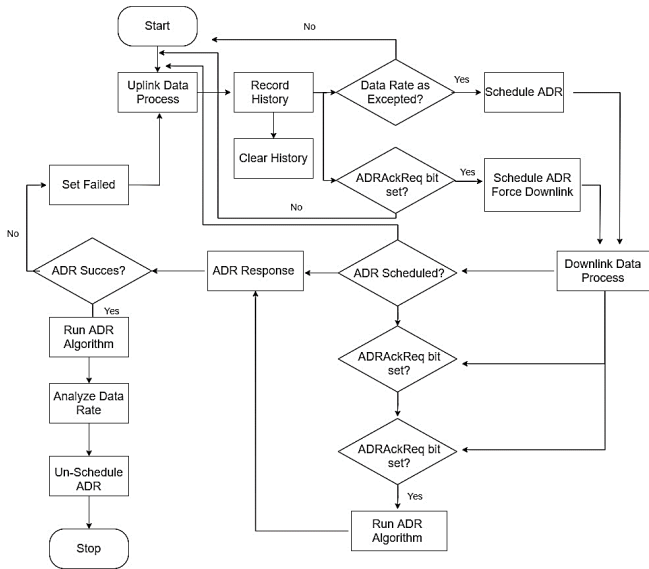 Start
No
Uplink Data
Process
Record
History
Data Rate as
Excepted?
Yes
Schedule ADR
Clear History
Set Failed
ADRAckReq bit
set?
Yes
Schedule ADR
Force Downlink
No
No
ADR Succes?
ADR Response
ADR Scheduled?
Downlink Data
Process
Yes
Run ADR
Algorithm
ADRAckReq bit
set?
Analyze Data
Rate
ADRAckReq bit
set?
Un-Schedule
ADR
Yes
Run ADR
Algorithm
Stop